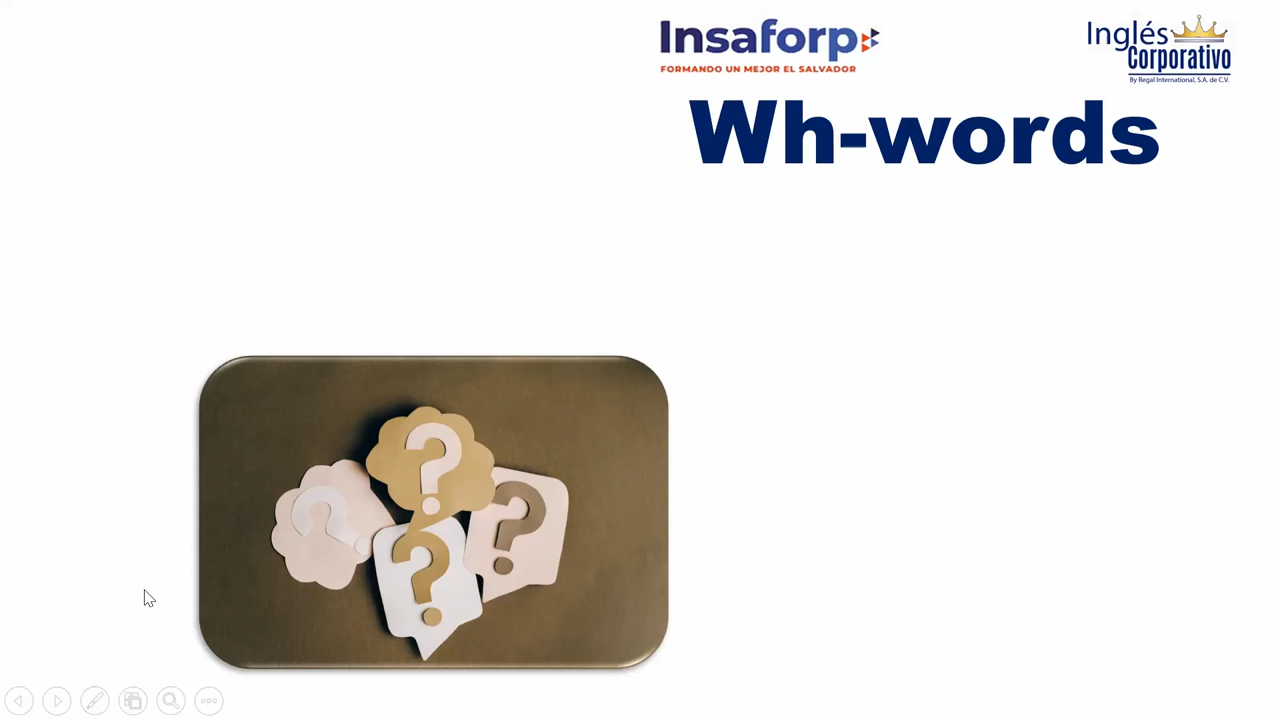 Insaforp
FORMANDO UN MEJOR EL SALVADOR
Inglés
Corporativo
By Regal International, S.A. de C.V.
Wh-words
? ? ? ?